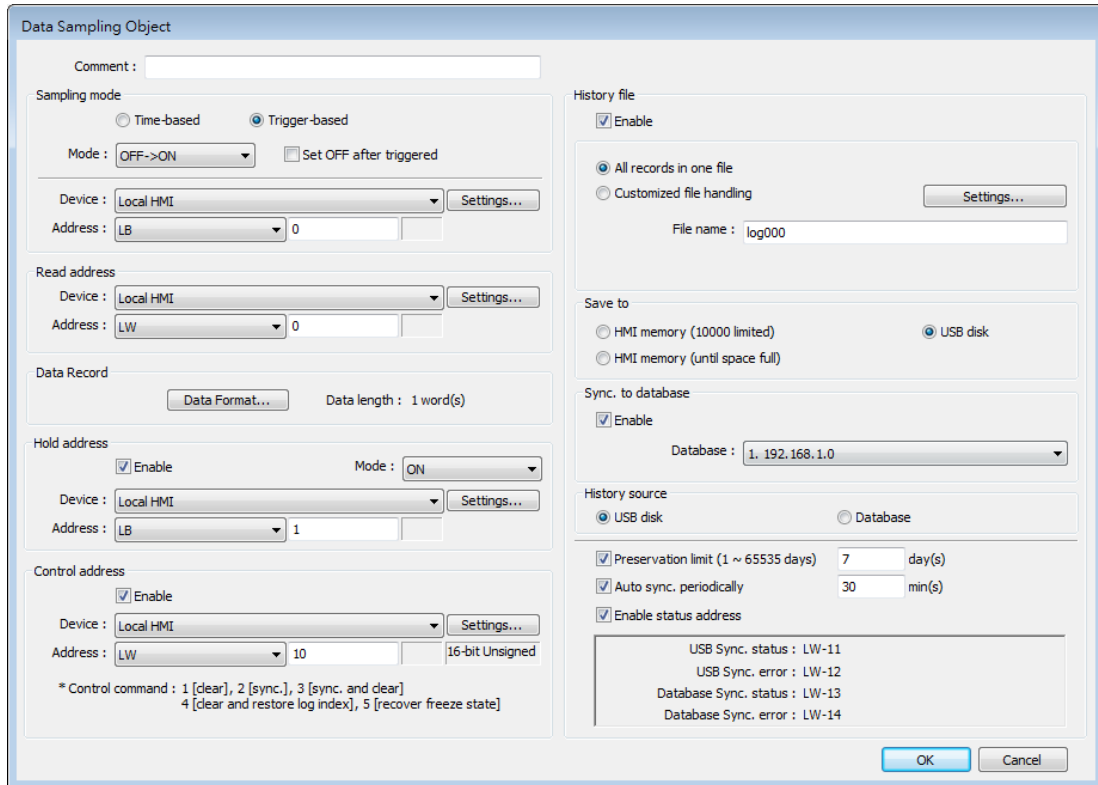 Data Sampling Object
Comment :
Sampling mode
Time-based Trigger-based
Mode : OFF->ON Set OFF after triggered
Device : Local HMI Settings...
Address : LB 0
Read address
Device : Local HMI Settings...
Address : LW 0
Data Record
Data Format... Data length : 1 word(s)
Hold address
Enable Mode : ON
Device : Local HMI Settings...
Address : LB 1
Control address
Enable
Device : Local HMI Settings...
Address : LW 10 16-bit Unsigned
* Control command : 1 [clear], 2 [sync.], 3 [sync. and clear]
4 [clear and restore log index], 5 [recover freeze state]
History file
Enable
All records in one file
Customized file handling Settings...
File name : log000
Save to
HMI memory (10000 limited) USB disk
HMI memory (until space full)
Sync. to database
Enable
Database : 1. 192.168.1.0
History source
USB disk Database
Preservation limit (1 ~ 65535 days) 7 day(s)
Auto sync. periodically 30 min(s)
Enable status address
USB Sync. status : LW-11
USB Sync. error : LW-12
Database Sync. status : LW-13
Database Sync. error : LW-14
OK Cancel